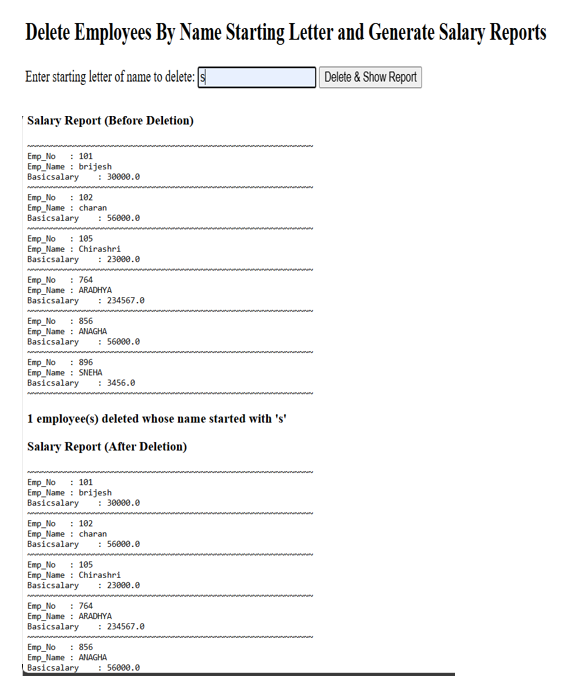 Delete Employees By Name Starting Letter and Generate Salary Reports
Enter starting letter of name to delete: s Delete & Show Report
Salary Report (Before Deletion)
~~~~~~~~~~~~~~~~~~~~~~~~~~~~~~~~~~~~~~~~~~~~~~~~~~~~~~~~
Emp_No : 101
Emp_Name : brijesh
Basicsalary : 30000.0
~~~~~~~~~~~~~~~~~~~~~~~~~~~~~~~~~~~~~~~~~~~~~~~~~~~~~~~~
Emp_No : 102
Emp_Name : charan
Basicsalary : 56000.0
~~~~~~~~~~~~~~~~~~~~~~~~~~~~~~~~~~~~~~~~~~~~~~~~~~~~~~~~
Emp_No : 105
Emp_Name : Chirashri
Basicsalary : 23000.0
~~~~~~~~~~~~~~~~~~~~~~~~~~~~~~~~~~~~~~~~~~~~~~~~~~~~~~~~
Emp_No : 764
Emp_Name : ARADHYA
Basicsalary : 234567.0
~~~~~~~~~~~~~~~~~~~~~~~~~~~~~~~~~~~~~~~~~~~~~~~~~~~~~~~~
Emp_No : 856
Emp_Name : ANAGHA
Basicsalary : 56000.0
~~~~~~~~~~~~~~~~~~~~~~~~~~~~~~~~~~~~~~~~~~~~~~~~~~~~~~~~
Emp_No : 896
Emp_Name : SNEHA
Basicsalary : 3456.0
~~~~~~~~~~~~~~~~~~~~~~~~~~~~~~~~~~~~~~~~~~~~~~~~~~~~~~~~
1 employee(s) deleted whose name started with 's'
Salary Report (After Deletion)
~~~~~~~~~~~~~~~~~~~~~~~~~~~~~~~~~~~~~~~~~~~~~~~~~~~~~~~~
Emp_No : 101
Emp_Name : brijesh
Basicsalary : 30000.0
~~~~~~~~~~~~~~~~~~~~~~~~~~~~~~~~~~~~~~~~~~~~~~~~~~~~~~~~
Emp_No : 102
Emp_Name : charan
Basicsalary : 56000.0
~~~~~~~~~~~~~~~~~~~~~~~~~~~~~~~~~~~~~~~~~~~~~~~~~~~~~~~~
Emp_No : 105
Emp_Name : Chirashri
Basicsalary : 23000.0
~~~~~~~~~~~~~~~~~~~~~~~~~~~~~~~~~~~~~~~~~~~~~~~~~~~~~~~~
Emp_No : 764
Emp_Name : ARADHYA
Basicsalary : 234567.0
~~~~~~~~~~~~~~~~~~~~~~~~~~~~~~~~~~~~~~~~~~~~~~~~~~~~~~~~
Emp_No : 856
Emp_Name : ANAGHA
Basicsalary : 56000.0